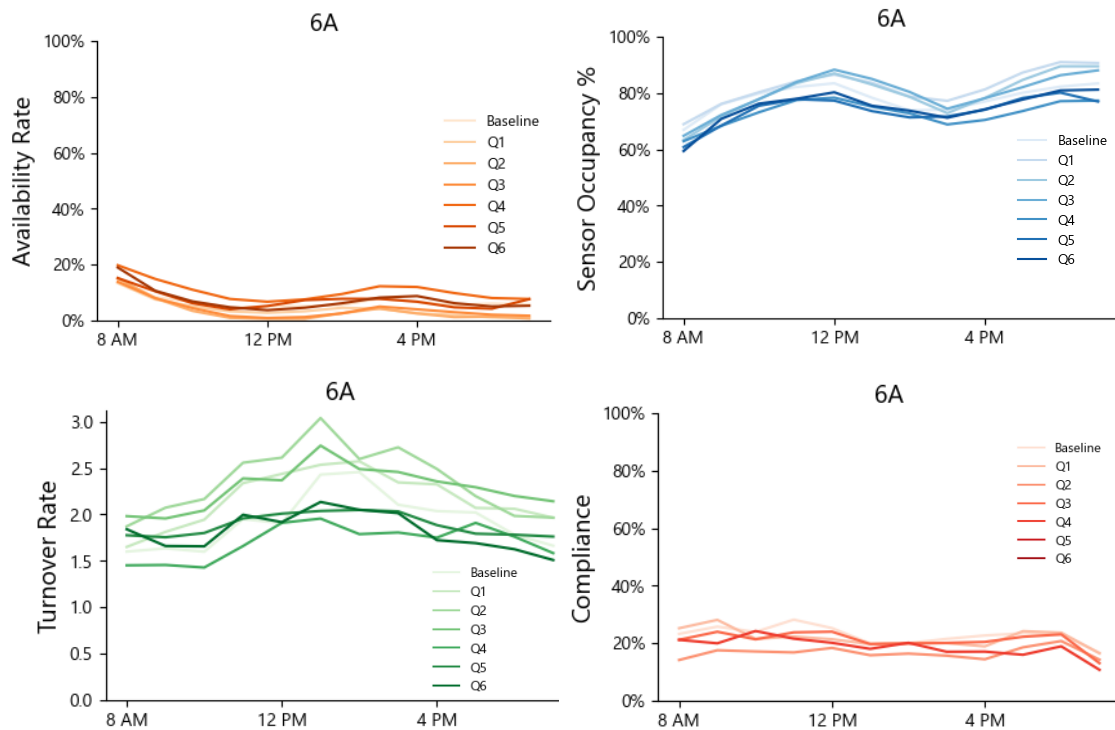 6A
100%
80%
60%
40%
20%
0%
Availability Rate
8 AM
12 PM
4 PM
Baseline
Q1
Q2
Q3
Q4
Q5
Q6
6A
100%
80%
60%
40%
20%
0%
Sensor Occupancy %
8 AM
12 PM
4 PM
Baseline
Q1
Q2
Q3
Q4
Q5
Q6
6A
3.0
2.5
2.0
1.5
1.0
0.5
0.0
Turnover Rate
8 AM
12 PM
4 PM
Baseline
Q1
Q2
Q3
Q4
Q5
Q6
6A
100%
80%
60%
40%
20%
0%
Compliance
8 AM
12 PM
4 PM
Baseline
Q1
Q2
Q3
Q4
Q5
Q6